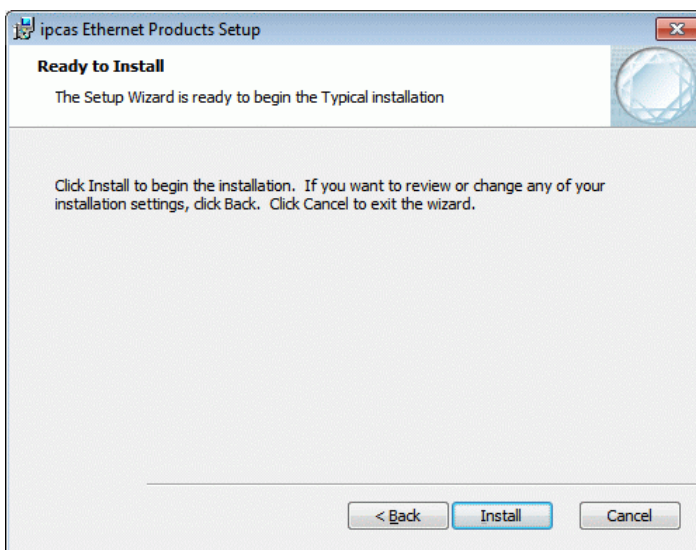 ipcas Ethernet Products Setup
Ready to Install
The Setup Wizard is ready to begin the Typical installation
Click Install to begin the installation.  If you want to review or change any of your
installation settings, click Back.  Click Cancel to exit the wizard.
< Back
Install
Cancel